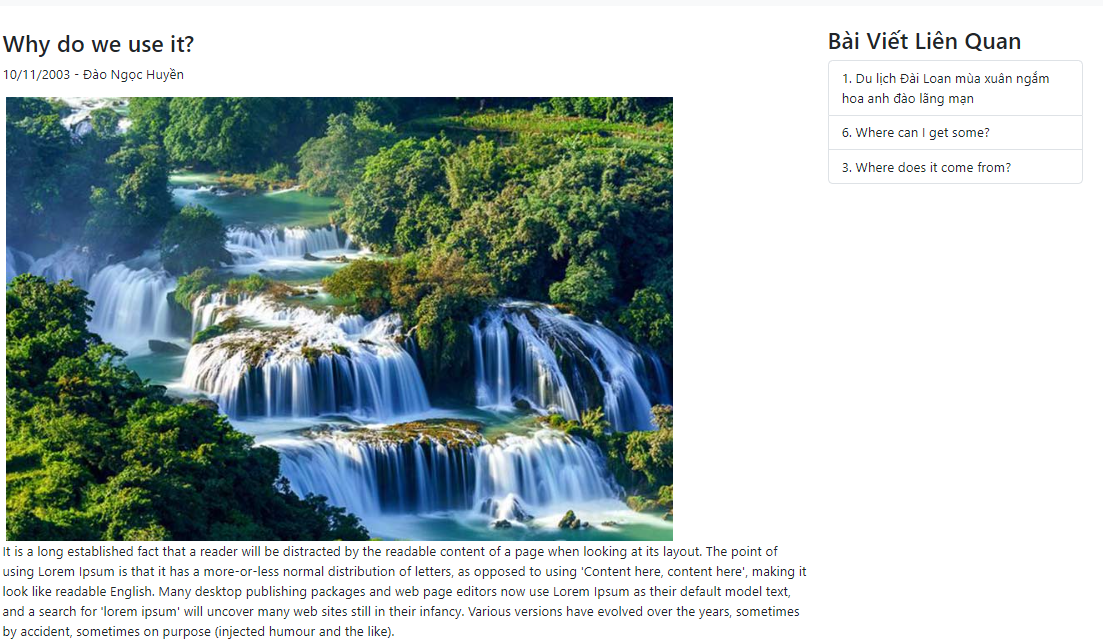 Why do we use it?
10/11/2003 - Đào Ngọc Huyền
It is a long established fact that a reader will be distracted by the readable content of a page when looking at its layout. The point of
using Lorem Ipsum is that it has a more-or-less normal distribution of letters, as opposed to using 'Content here, content here', making it
look like readable English. Many desktop publishing packages and web page editors now use Lorem Ipsum as their default model text,
and a search for 'lorem ipsum' will uncover many web sites still in their infancy. Various versions have evolved over the years, sometimes
by accident, sometimes on purpose (injected humour and the like).
Bài Viết Liên Quan
1. Du lịch Đài Loan mùa xuân ngắm
hoa anh đào lãng mạn
6. Where can I get some?
3. Where does it come from?